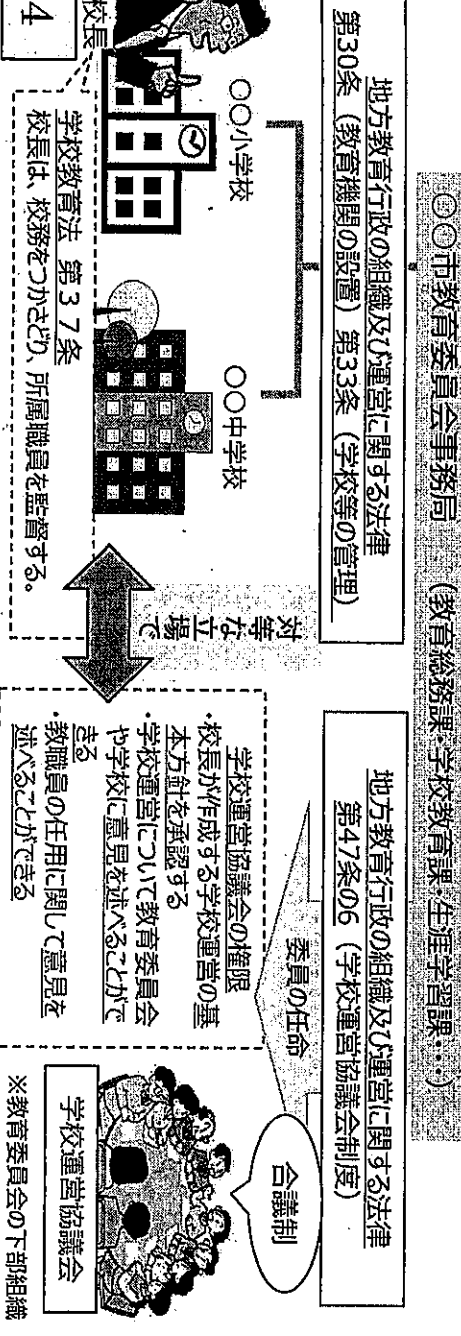 ○○市教育委員会事務局　(教育総務課・学校教育課・生涯学習課・・・)
地方教育行政の組織及び運営に関する法律
第30条（教育機関の設置）第33条（学校等の管理）
地方教育行政の組織及び運営に関する法律
第47条の6（学校運営協議会制度）
○○小学校
○○中学校
対等な立場で
委員の任命
合議制
校長
学校教育法　第37条
校長は、校務をつかさどり、所属職員を監督する。
学校運営協議会の権限
・校長が作成する学校運営の基
本方針を承認する
・学校運営について教育委員会
や学校に意見を述べることがで
きる
・教職員の任用に関して意見を
述べることができる
学校運営協議会
※教育委員会の下部組織
4